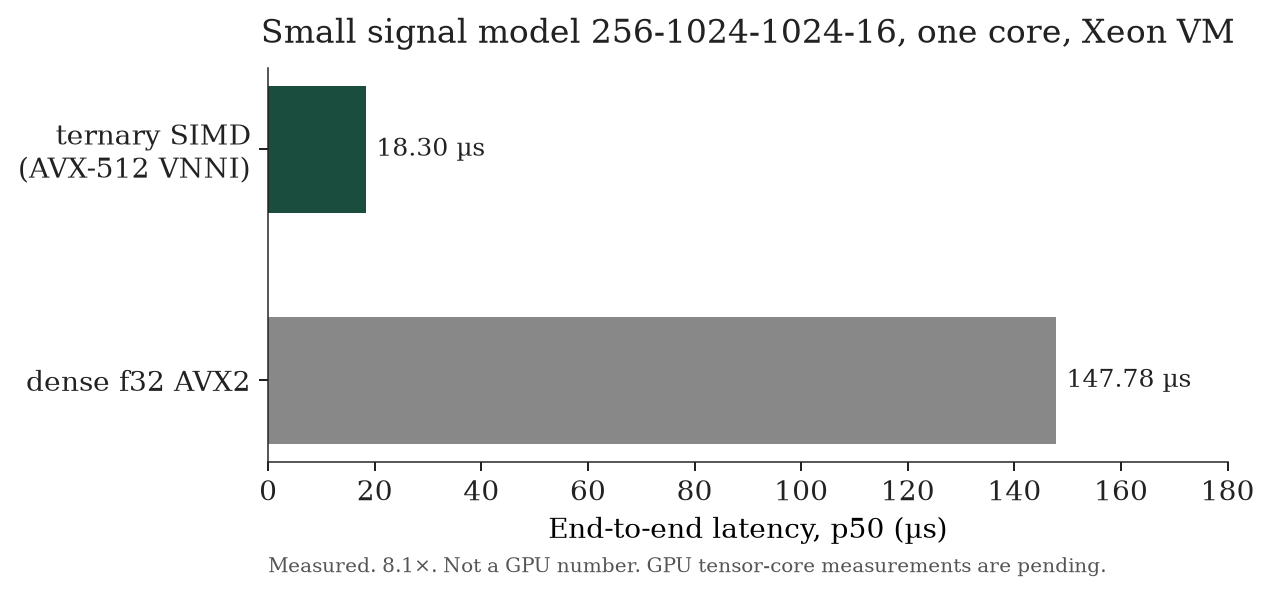 Small signal model 256-1024-1024-16, one core, Xeon VM
ternary SIMD
(AVX-512 VNNI)
18.30 µs
dense f32 AVX2
147.78 µs
0 20 40 60 80 100 120 140 160 180
End-to-end latency, p50 (µs)
Measured. 8.1×. Not a GPU number. GPU tensor-core measurements are pending.